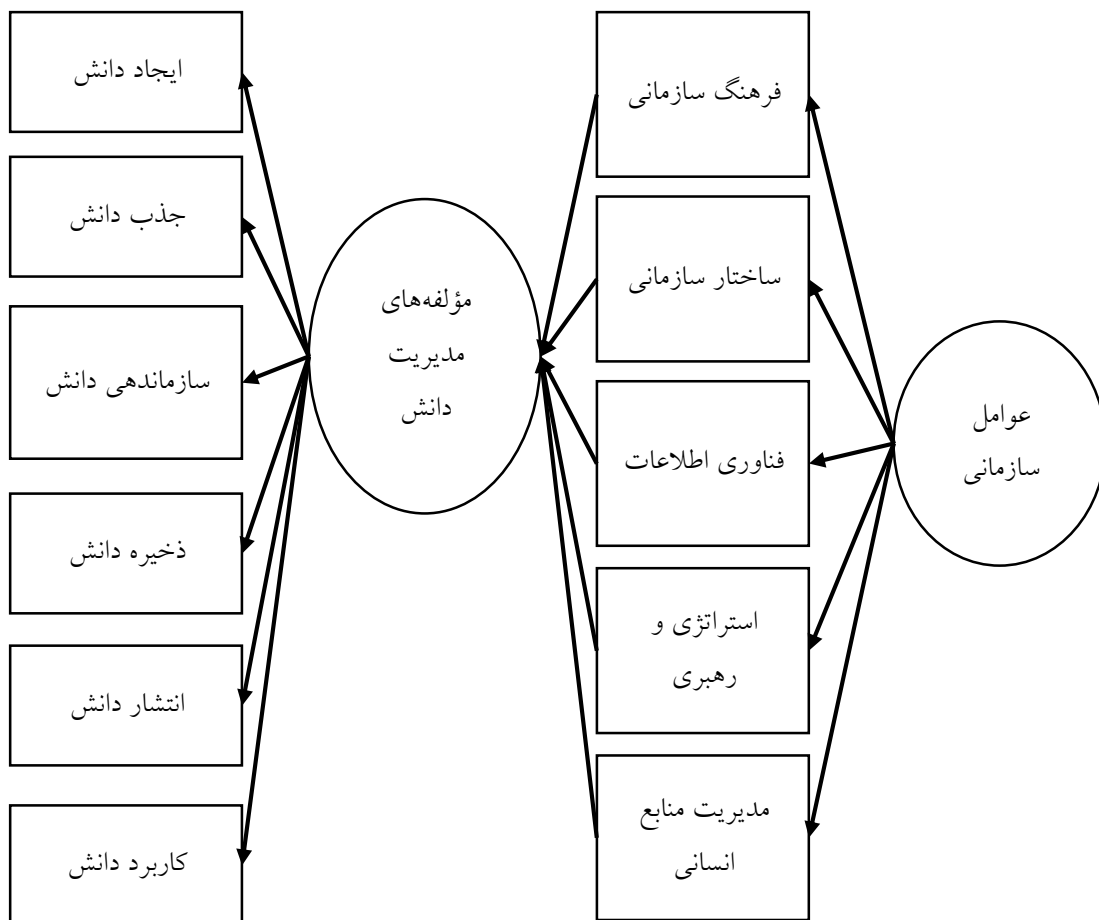 عوامل
سازمانی
فرهنگ سازمانی
ساختار سازمانی
فناوری اطلاعات
استراتژی و
رهبری
مدیریت منابع
انسانی
مؤلفه‌های
مدیریت
دانش
ایجاد دانش
جذب دانش
سازماندهی دانش
ذخیره دانش
انتشار دانش
کاربرد دانش